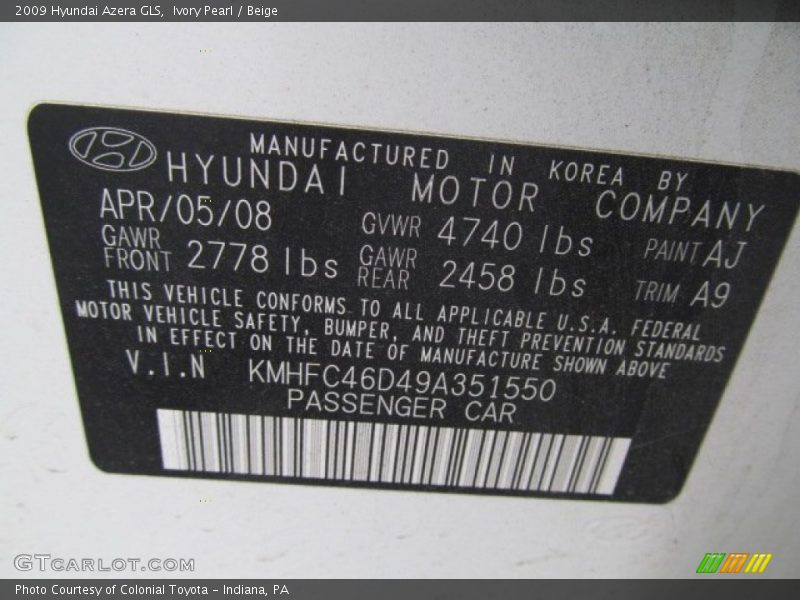 2009 Hyundai Azera GLS, Ivory Pearl / Beige
MANUFACTURED IN KOREA BY
HYUNDAI MOTOR COMPANY
APR/05/08 GVWR 4740 lbs PAINT AJ
GAWR FRONT 2778 lbs GAWR REAR 2458 lbs TRIM A9
THIS VEHICLE CONFORMS TO ALL APPLICABLE U.S.A. FEDERAL
MOTOR VEHICLE SAFETY, BUMPER, AND THEFT PREVENTION STANDARDS
IN EFFECT ON THE DATE OF MANUFACTURE SHOWN ABOVE
V.I.N KMHFC46D49A351550
PASSENGER CAR
GTCARLOT.COM
Photo Courtesy of Colonial Toyota - Indiana, PA